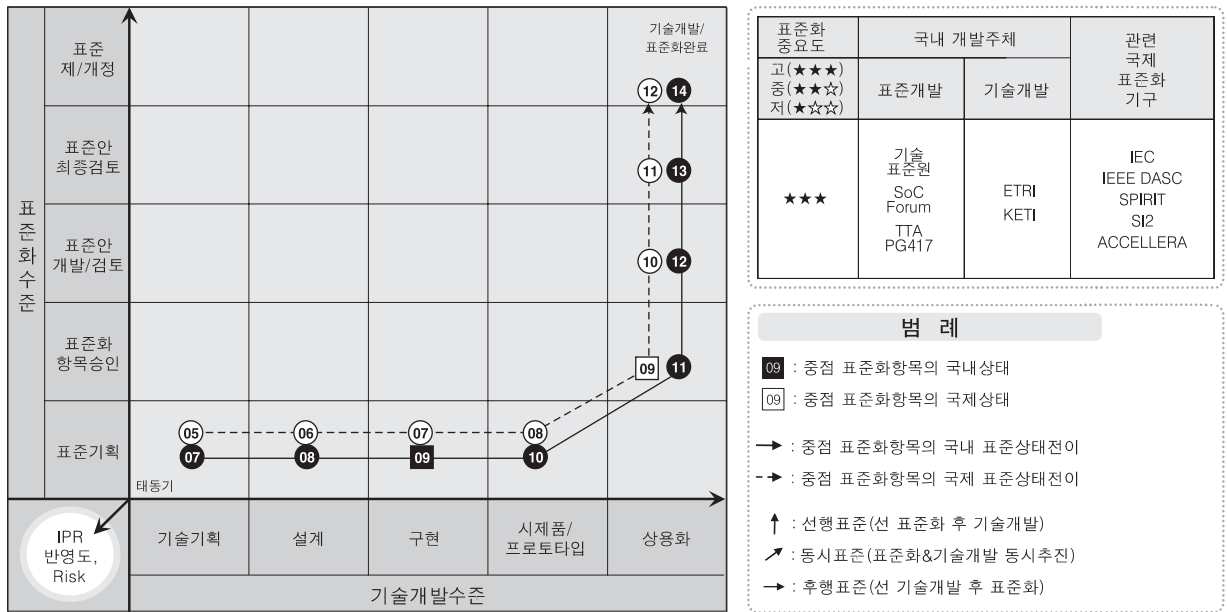 표준화수준
표준
제/개정
표준안
최종검토
표준안
개발/검토
표준화
항목승인
표준기획
기술개발/
표준화완료
12 14
11 13
10 12
09 11
05 06 07 08
07 08 09 10
태동기
IPR
반영도,
Risk
기술기획
설계
구현
시제품/
프로토타입
상용화
기술개발수준
표준화
중요도
고(★★★)
중(★★☆)
저(★☆☆)
국내 개발주체
표준개발
기술개발
관련
국제
표준화
기구
★★★
기술
표준원
SoC
Forum
TTA
PG417
ETRI
KETI
IEC
IEEE DASC
SPIRIT
SI2
ACCELLERA
범 례
09 : 중점 표준화항목의 국내상태
09 : 중점 표준화항목의 국제상태
: 중점 표준화항목의 국내 표준상태전이
: 중점 표준화항목의 국제 표준상태전이
: 선행표준(선 표준화 후 기술개발)
: 동시표준(표준화&기술개발 동시추진)
: 후행표준(선 기술개발 후 표준화)